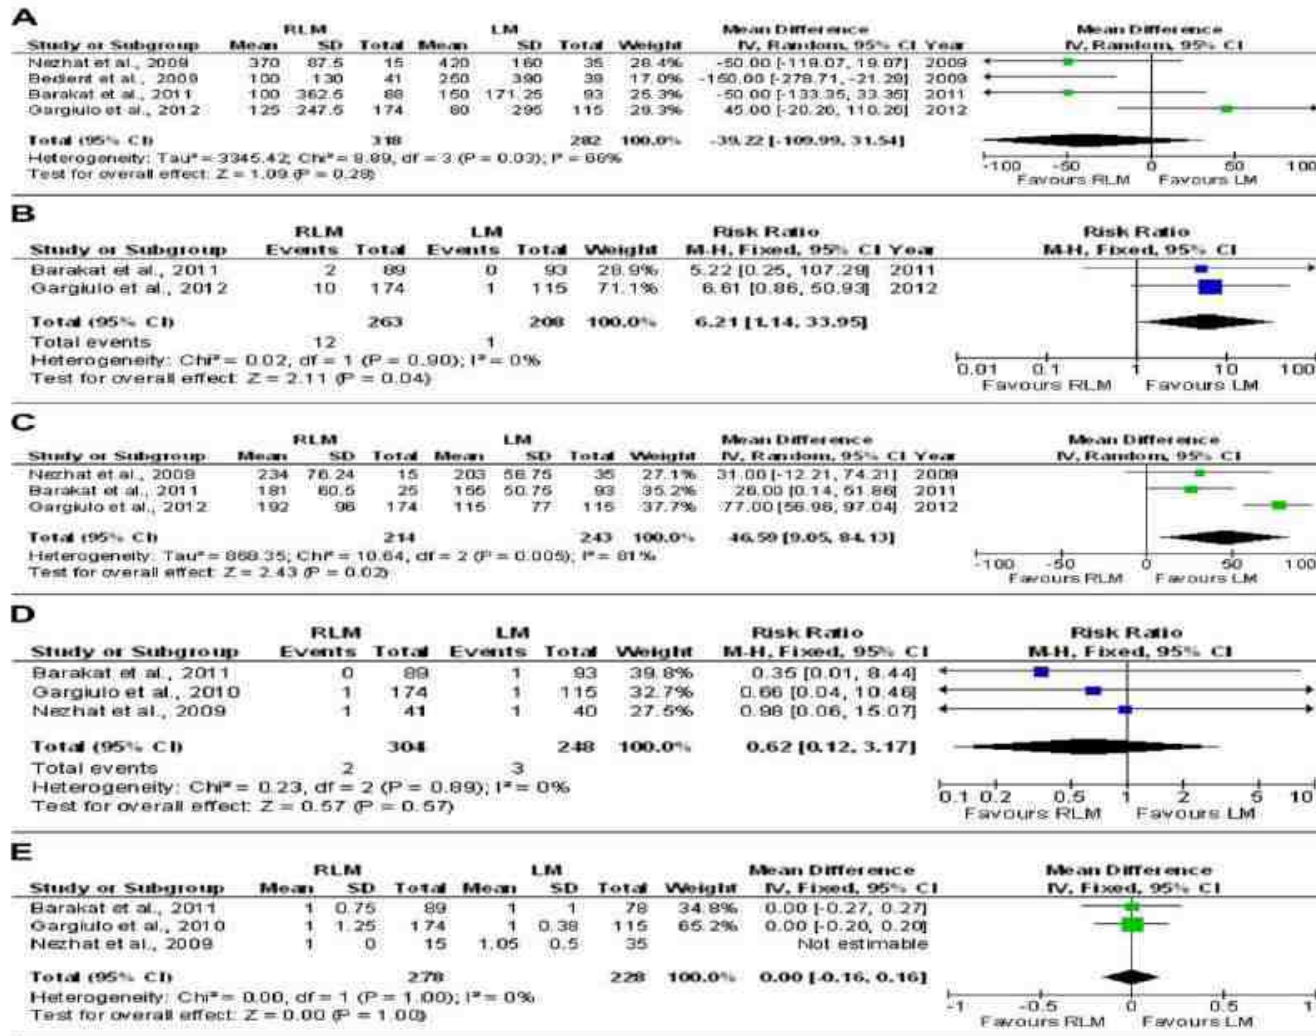 A
RLM LM Mean Difference Mean Difference
Study or Subgroup Mean SD Total Mean SD Total Weight IV, Random, 95% CI Year IV, Random, 95% CI
Nezhat et al., 2009 370 87.5 15 420 160 35 28.4% -50.00 [-119.07, 19.07] 2009
Bedient et al., 2009 100 130 41 250 390 39 17.0% -150.00 [-278.71, -21.29] 2009
Barakat et al., 2011 100 362.5 88 150 171.25 93 25.3% -50.00 [-133.35, 33.35] 2011
Gargiulo et al., 2012 125 247.5 174 80 295 115 29.3% 45.00 [-20.26, 110.26] 2012
Total (95% CI) 318 282 100.0% -39.22 [-109.99, 31.54]
Heterogeneity: Tau² = 3345.42; Chi² = 8.89, df = 3 (P = 0.03); I² = 66%
Test for overall effect: Z = 1.09 (P = 0.28)
-100 -50 0 50 100
Favours RLM Favours LM
B
RLM LM Risk Ratio Risk Ratio
Study or Subgroup Events Total Events Total Weight M-H, Fixed, 95% CI Year M-H, Fixed, 95% CI
Barakat et al., 2011 2 89 0 93 28.9% 5.22 [0.25, 107.29] 2011
Gargiulo et al., 2012 10 174 1 115 71.1% 6.61 [0.86, 50.93] 2012
Total (95% CI) 263 208 100.0% 6.21 [1.14, 33.95]
Total events 12 1
Heterogeneity: Chi² = 0.02, df = 1 (P = 0.90); I² = 0%
Test for overall effect: Z = 2.11 (P = 0.04)
0.01 0.1 1 10 100
Favours RLM Favours LM
C
RLM LM Mean Difference Mean Difference
Study or Subgroup Mean SD Total Mean SD Total Weight IV, Random, 95% CI Year IV, Random, 95% CI
Nezhat et al., 2009 234 76.24 15 203 56.75 35 27.1% 31.00 [-12.21, 74.21] 2009
Barakat et al., 2011 181 60.5 25 155 50.75 93 35.2% 26.00 [0.14, 51.86] 2011
Gargiulo et al., 2012 192 96 174 115 77 115 37.7% 77.00 [56.96, 97.04] 2012
Total (95% CI) 214 243 100.0% 46.59 [9.05, 84.13]
Heterogeneity: Tau² = 868.35; Chi² = 10.64, df = 2 (P = 0.005); I² = 81%
Test for overall effect: Z = 2.43 (P = 0.02)
-100 -50 0 50 100
Favours RLM Favours LM
D
RLM LM Risk Ratio Risk Ratio
Study or Subgroup Events Total Events Total Weight M-H, Fixed, 95% CI M-H, Fixed, 95% CI
Barakat et al., 2011 0 89 1 93 39.8% 0.35 [0.01, 8.44]
Gargiulo et al., 2010 1 174 1 115 32.7% 0.66 [0.04, 10.46]
Nezhat et al., 2009 1 41 1 40 27.5% 0.98 [0.06, 15.07]
Total (95% CI) 304 248 100.0% 0.62 [0.12, 3.17]
Total events 2 3
Heterogeneity: Chi² = 0.23, df = 2 (P = 0.89); I² = 0%
Test for overall effect: Z = 0.57 (P = 0.57)
0.1 0.2 0.5 1 2 5 10
Favours RLM Favours LM
E
RLM LM Mean Difference Mean Difference
Study or Subgroup Mean SD Total Mean SD Total Weight IV, Fixed, 95% CI IV, Fixed, 95% CI
Barakat et al., 2011 1 0.75 89 1 1 78 34.8% 0.00 [-0.27, 0.27]
Gargiulo et al., 2010 1 1.25 174 1 0.38 115 65.2% 0.00 [-0.20, 0.20]
Nezhat et al., 2009 1 0 15 1.05 0.5 35 Not estimable
Total (95% CI) 278 228 100.0% 0.00 [-0.16, 0.16]
Heterogeneity: Chi² = 0.00, df = 1 (P = 1.00); I² = 0%
Test for overall effect: Z = 0.00 (P = 1.00)
-1 -0.5 0 0.5 1
Favours RLM Favours LM